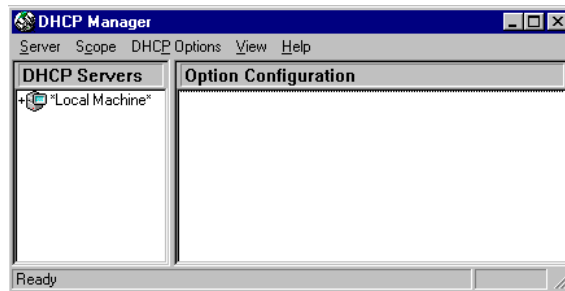 DHCP Manager
Server Scope DHCP Options View Help
DHCP Servers
Option Configuration
+ *Local Machine*
Ready